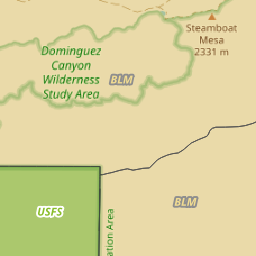 Steamboat
Mesa
2331 m
Dominguez
Canyon
Wilderness
Study Area
BLM
BLM
USFS
ation Area